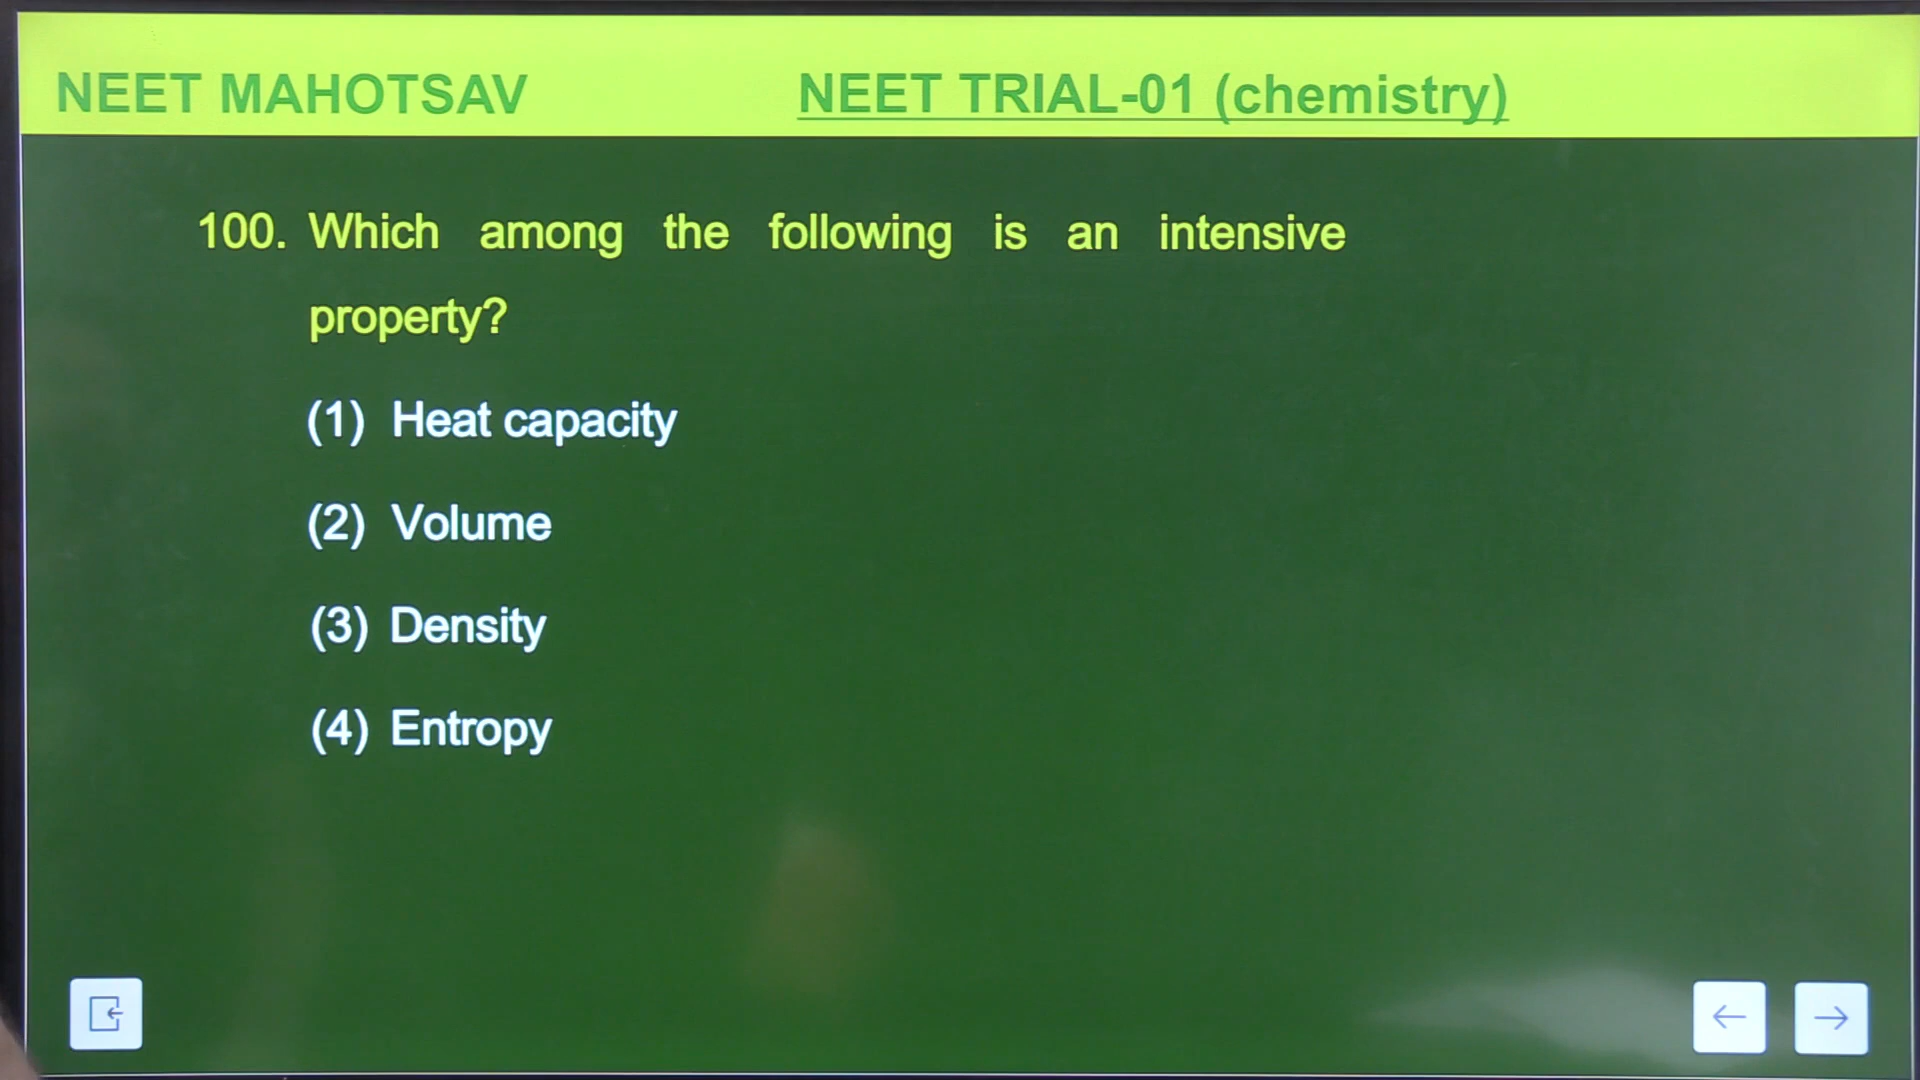 NEET MAHOTSAV NEET TRIAL-01 (chemistry)
100. Which among the following is an intensive
property?
(1) Heat capacity
(2) Volume
(3) Density
(4) Entropy